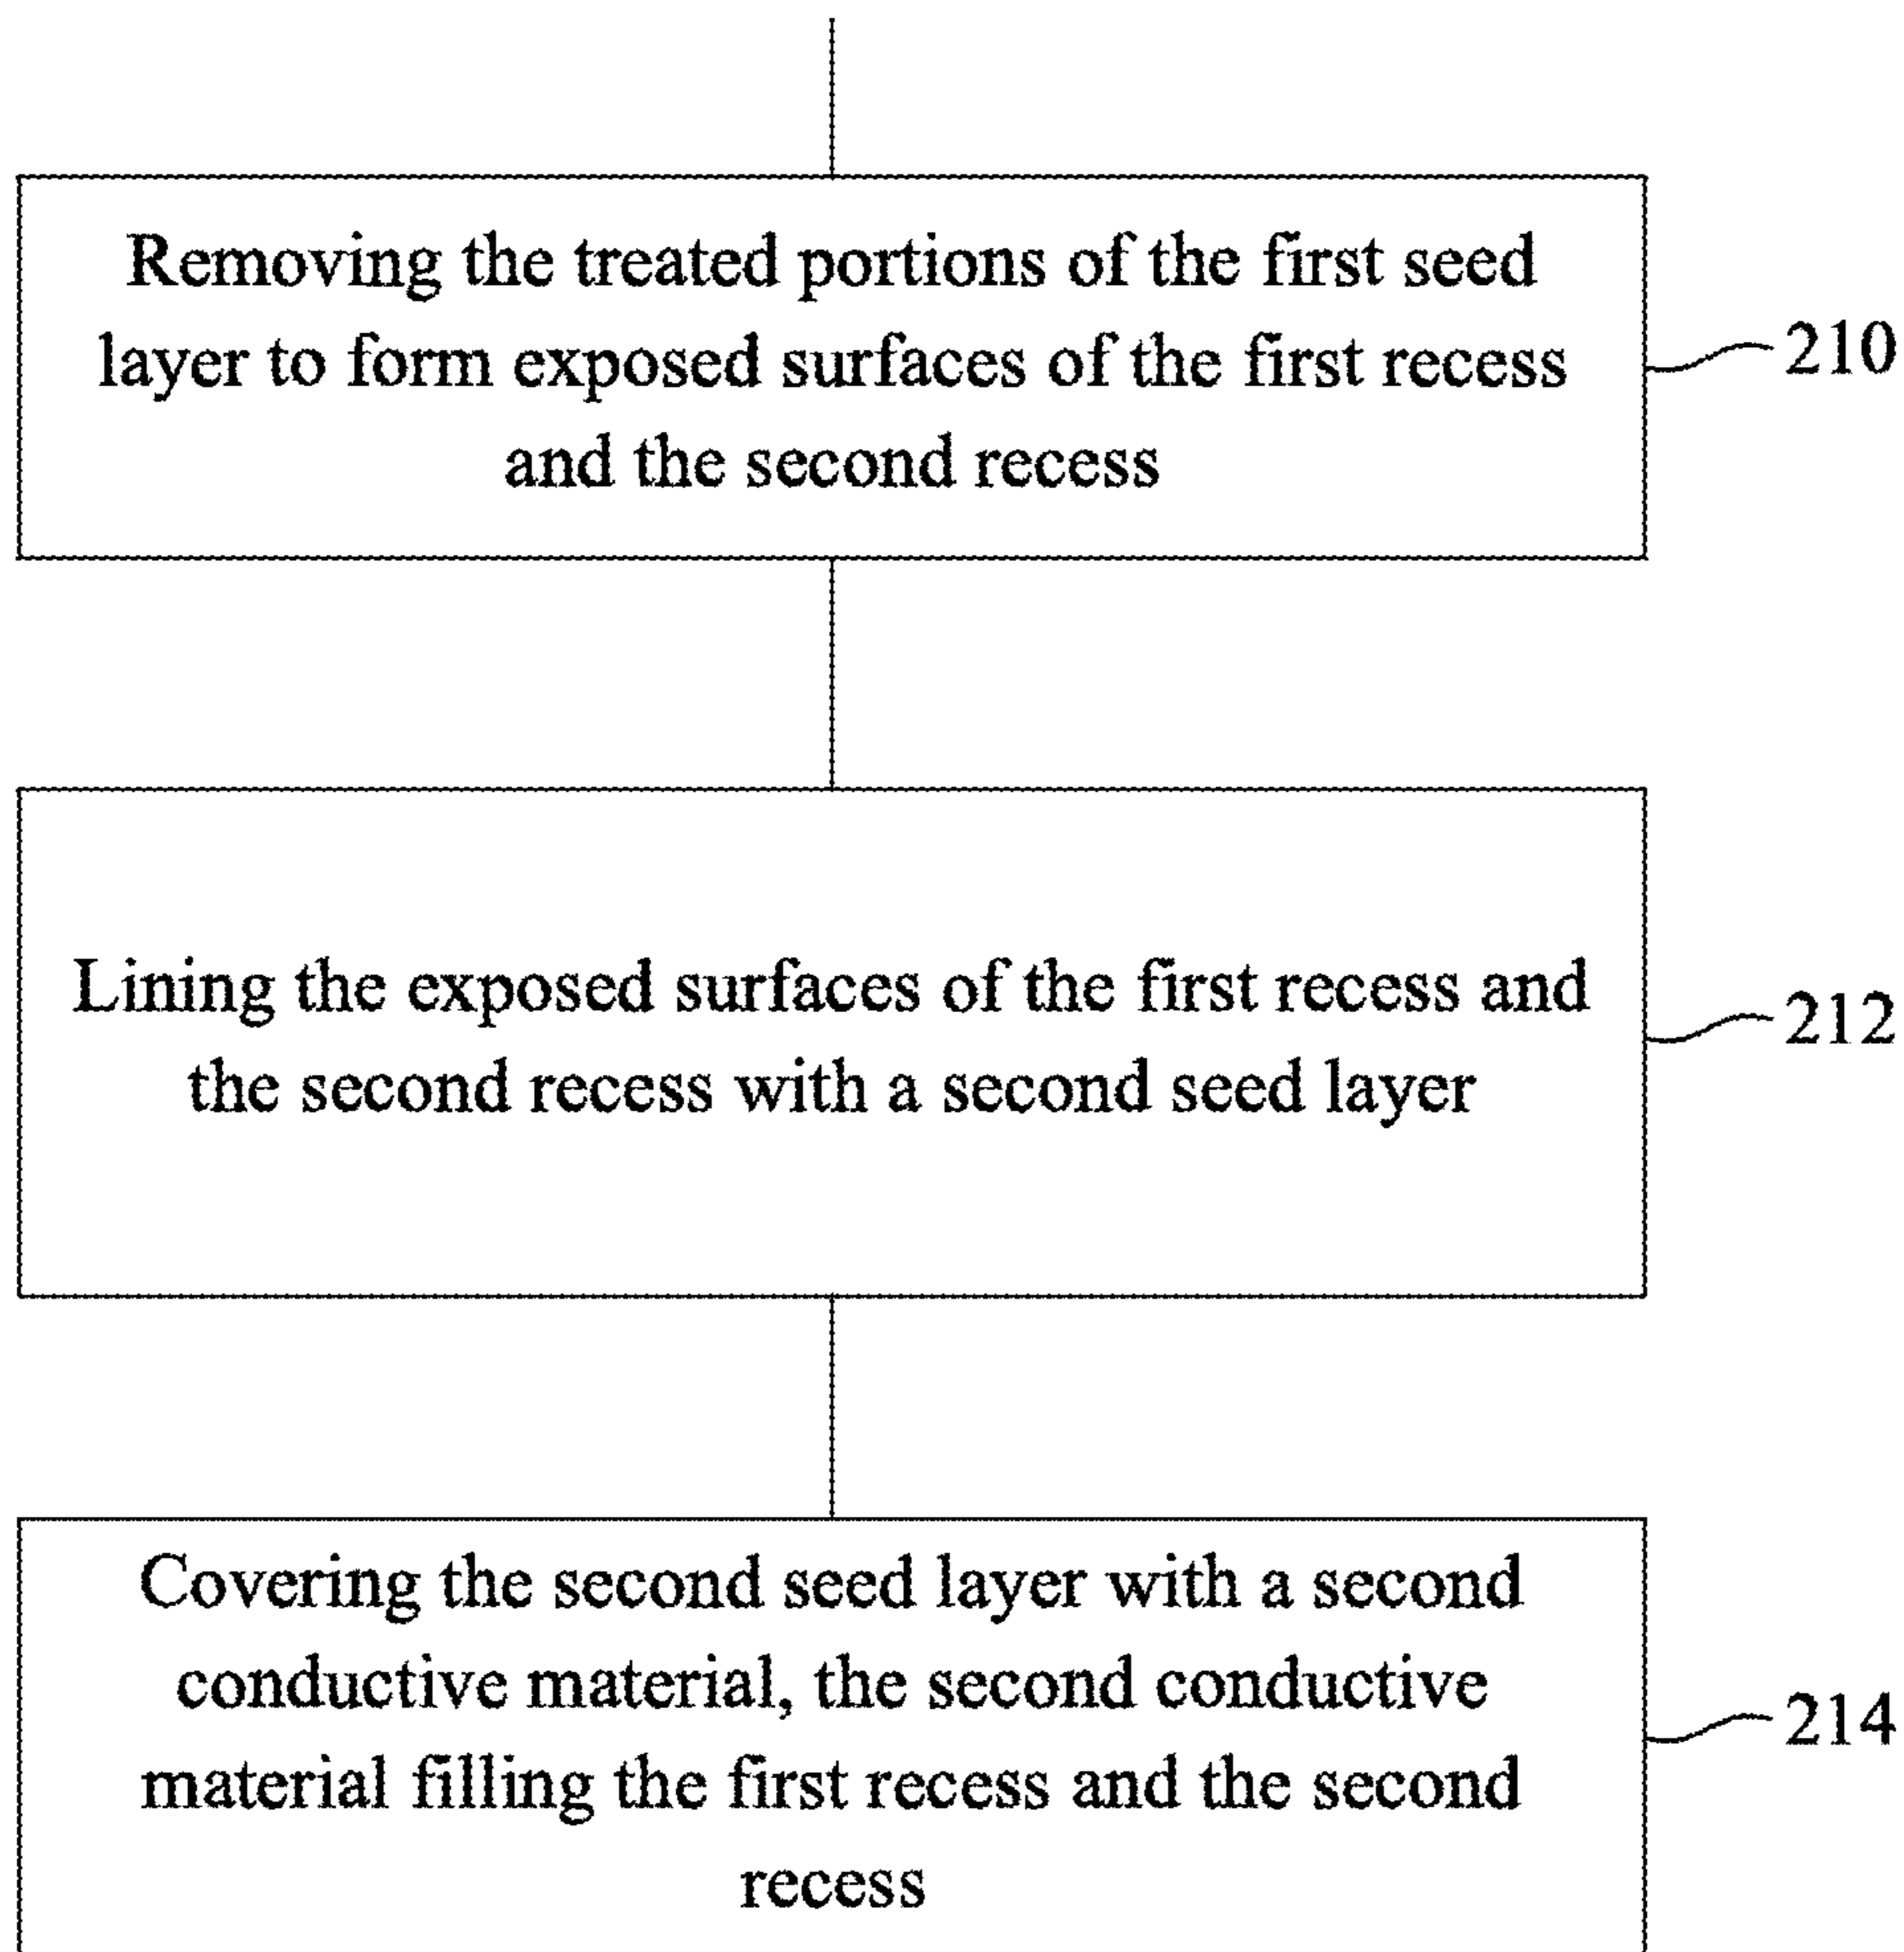 Removing the treated portions of the first seed
layer to form exposed surfaces of the first recess
and the second recess
210
Lining the exposed surfaces of the first recess and
the second recess with a second seed layer
212
Covering the second seed layer with a second
conductive material, the second conductive
material filling the first recess and the second
recess
214